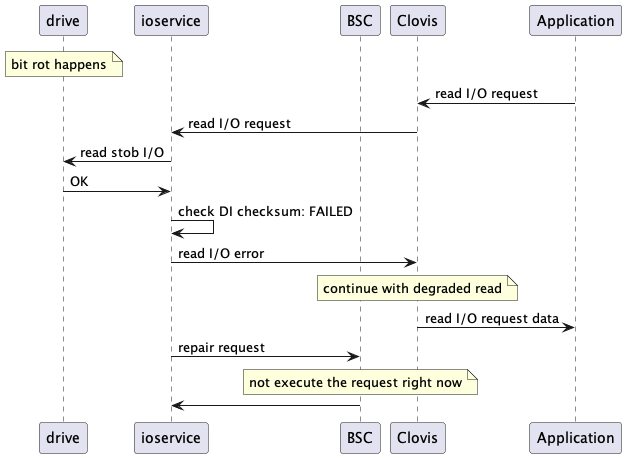 drive
ioservice
BSC
Clovis
Application
bit rot happens
read I/O request
read I/O request
read stob I/O
OK
check DI checksum: FAILED
read I/O error
continue with degraded read
read I/O request data
repair request
not execute the request right now
drive
ioservice
BSC
Clovis
Application